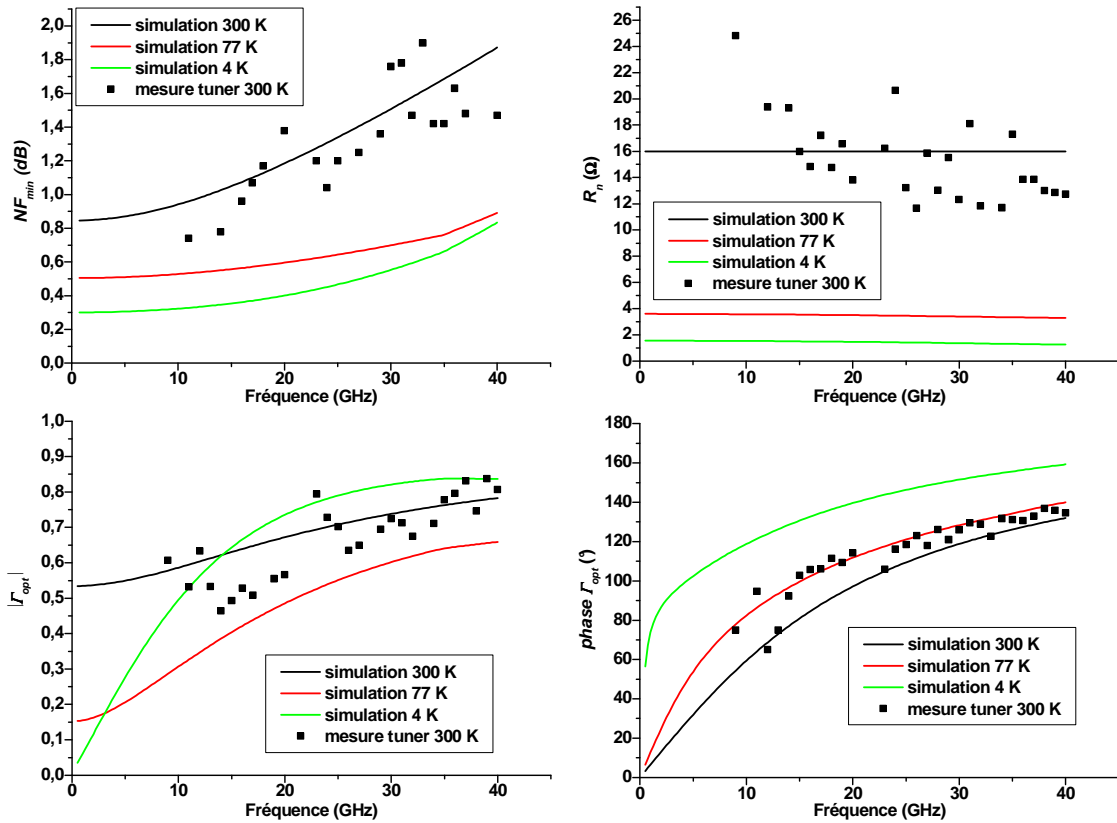 2,0
1,8
1,6
1,4
1,2
1,0
0,8
0,6
0,4
0,2
0,0
NFmin (dB)
simulation 300 K
simulation 77 K
simulation 4 K
mesure tuner 300 K
0 10 20 30 40
Fréquence (GHz)
26
24
22
20
18
16
14
12
10
8
6
4
2
0
Rn (Ω)
simulation 300 K
simulation 77 K
simulation 4 K
mesure tuner 300 K
0 10 20 30 40
Fréquence (GHz)
1,0
0,9
0,8
0,7
0,6
0,5
0,4
0,3
0,2
0,1
0,0
|Γopt|
simulation 300 K
simulation 77 K
simulation 4 K
mesure tuner 300 K
0 10 20 30 40
Fréquence (GHz)
180
160
140
120
100
80
60
40
20
0
phase Γopt (°)
simulation 300 K
simulation 77 K
simulation 4 K
mesure tuner 300 K
0 10 20 30 40
Fréquence (GHz)